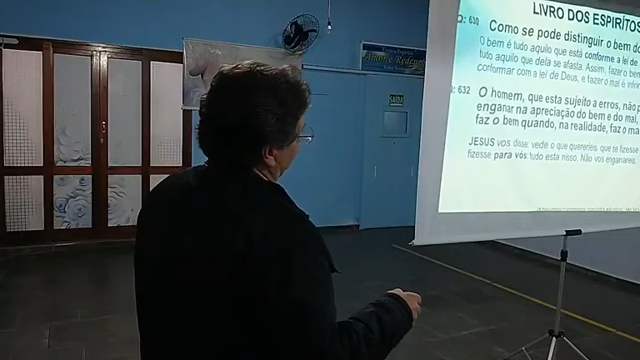 LIVRO DOS ESPÍRITOS
Q: 630
Como se pode distinguir o bem do
O bem é tudo aquilo que está conforme a lei de
tudo aquilo que dela se afasta. Assim, fazer o bem
conformar com a lei de Deus, e fazer o mal é infri
: 632
O homem, que esta sujeito a erros, não p
enganar na apreciação do bem e do mal,
faz o bem quando, na realidade, faz o ma
JESUS vos disse: vede o que quereríeis que se fizesse
fizesse para vós: tudo esta nisso. Não vos enganareis
Amor e Redenç
SAÍDA